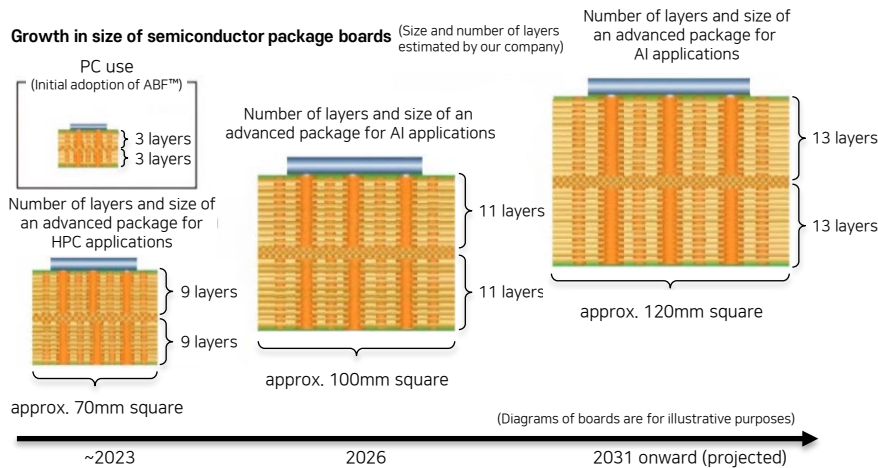 Growth in size of semiconductor package boards
(Size and number of layers
estimated by our company)
PC use
(Initial adoption of ABF™)
3 layers
3 layers
Number of layers and size of
an advanced package for
HPC applications
9 layers
9 layers
approx. 70mm square
Number of layers and size of an
advanced package for AI applications
11 layers
11 layers
approx. 100mm square
Number of layers and size of
an advanced package for
AI applications
13 layers
13 layers
approx. 120mm square
(Diagrams of boards are for illustrative purposes)
~2023
2026
2031 onward (projected)